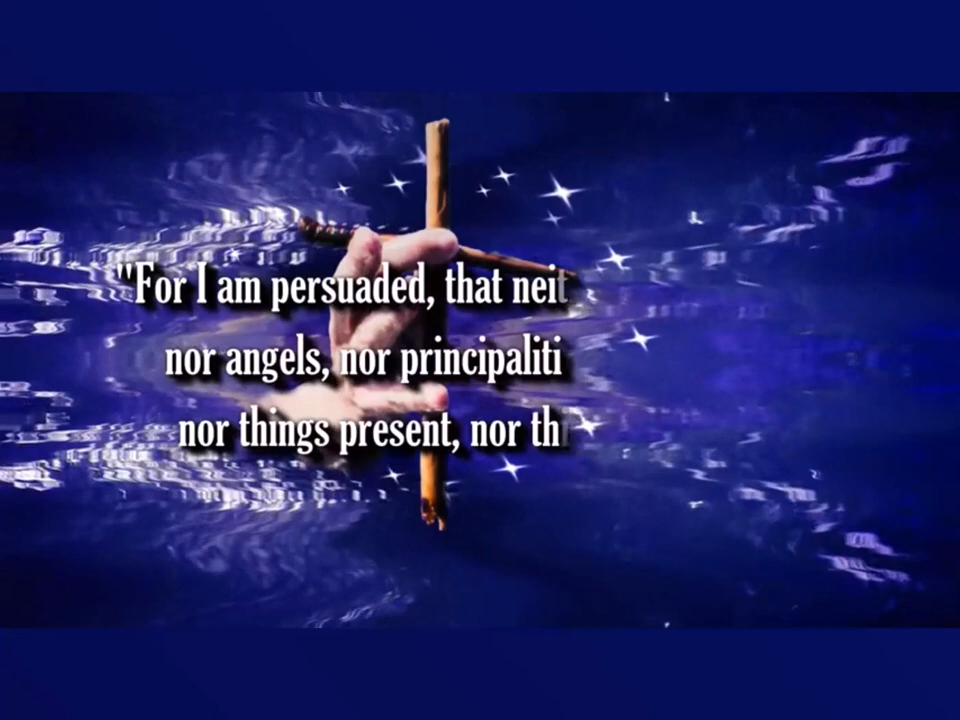 "For I am persuaded, that neit
nor angels, nor principaliti
nor things present, nor th